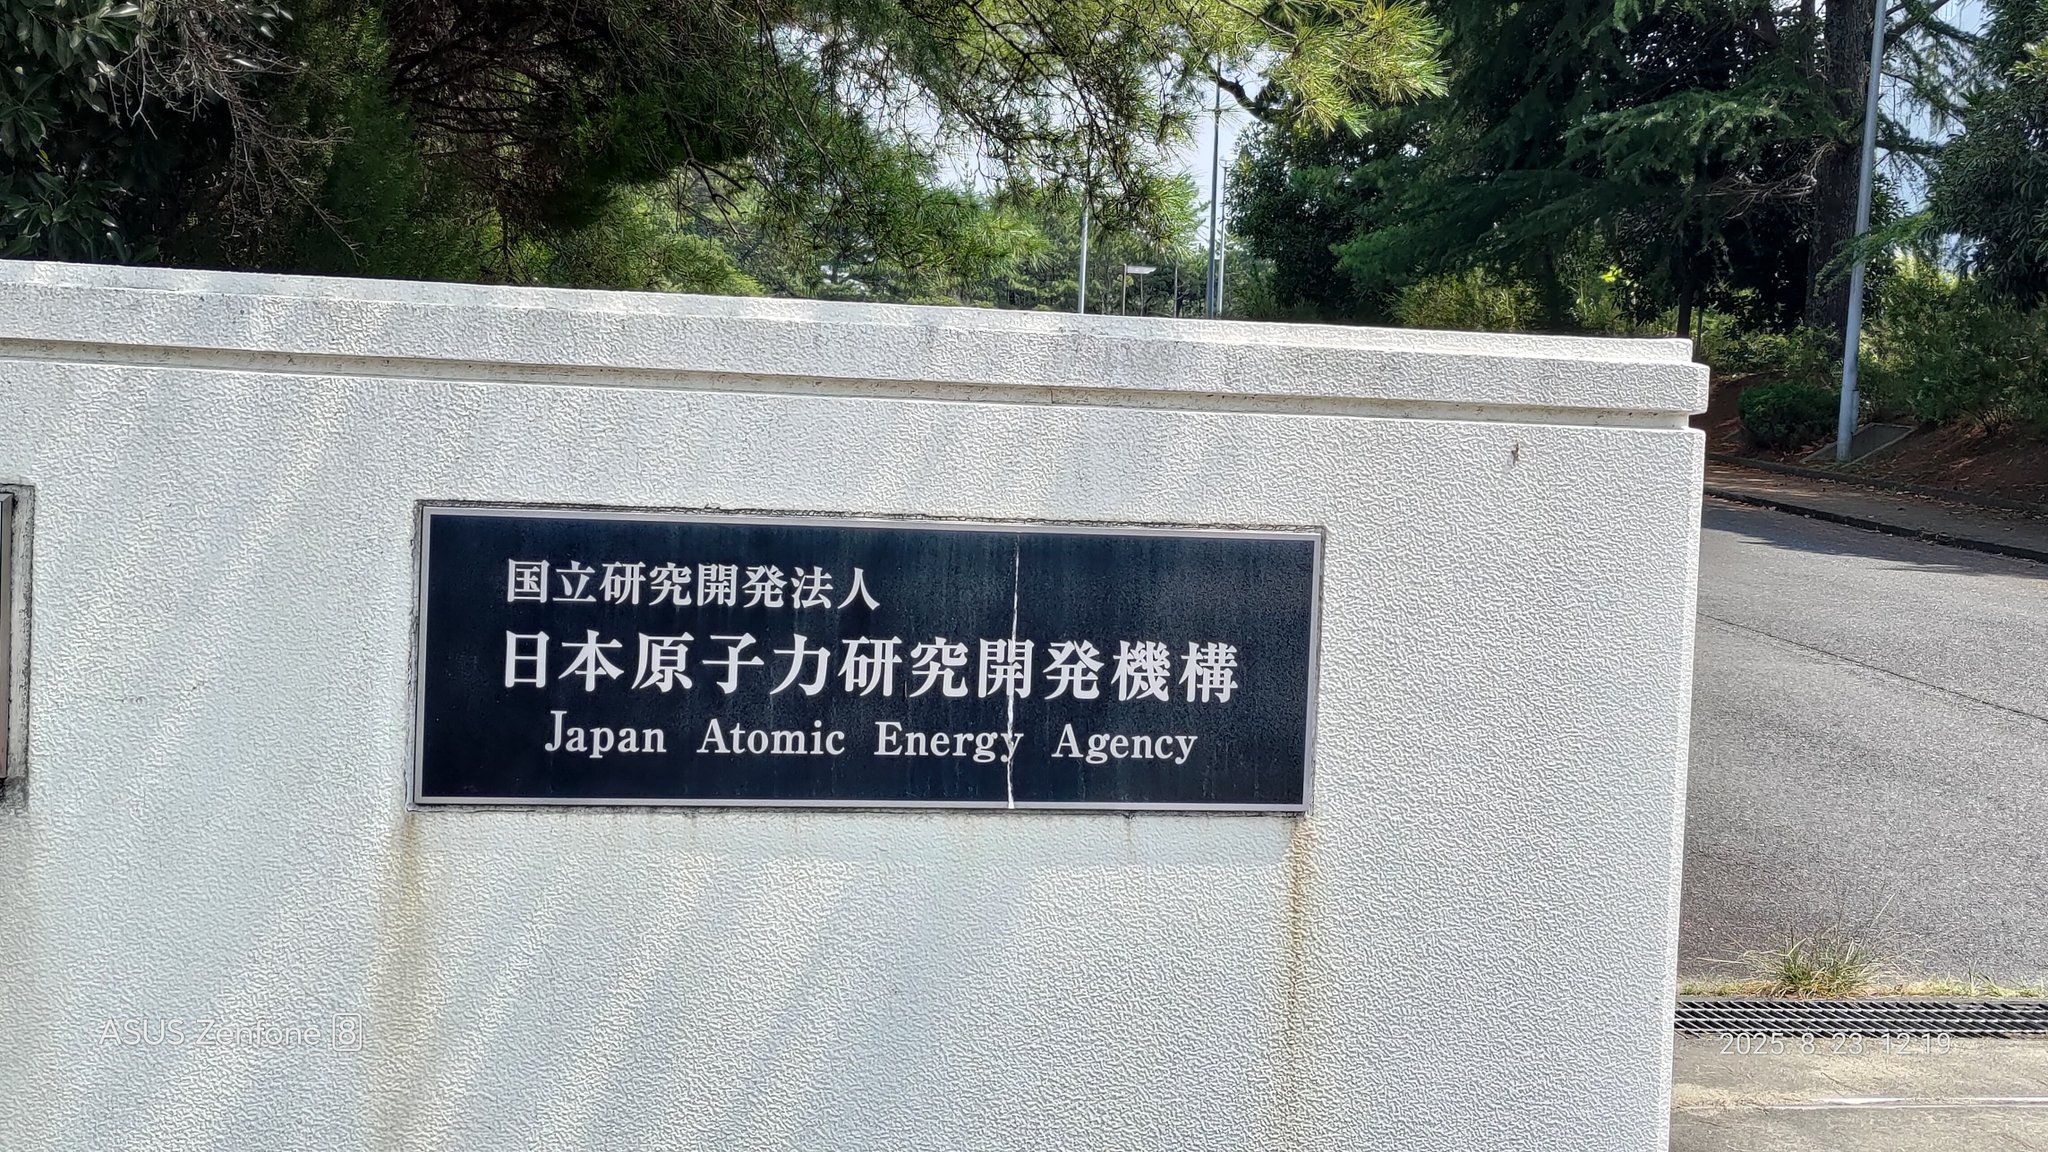 国立研究開発法人
日本原子力研究開発機構
Japan Atomic Energy Agency
ASUS Zenfone 8
2025 8 23 12:19